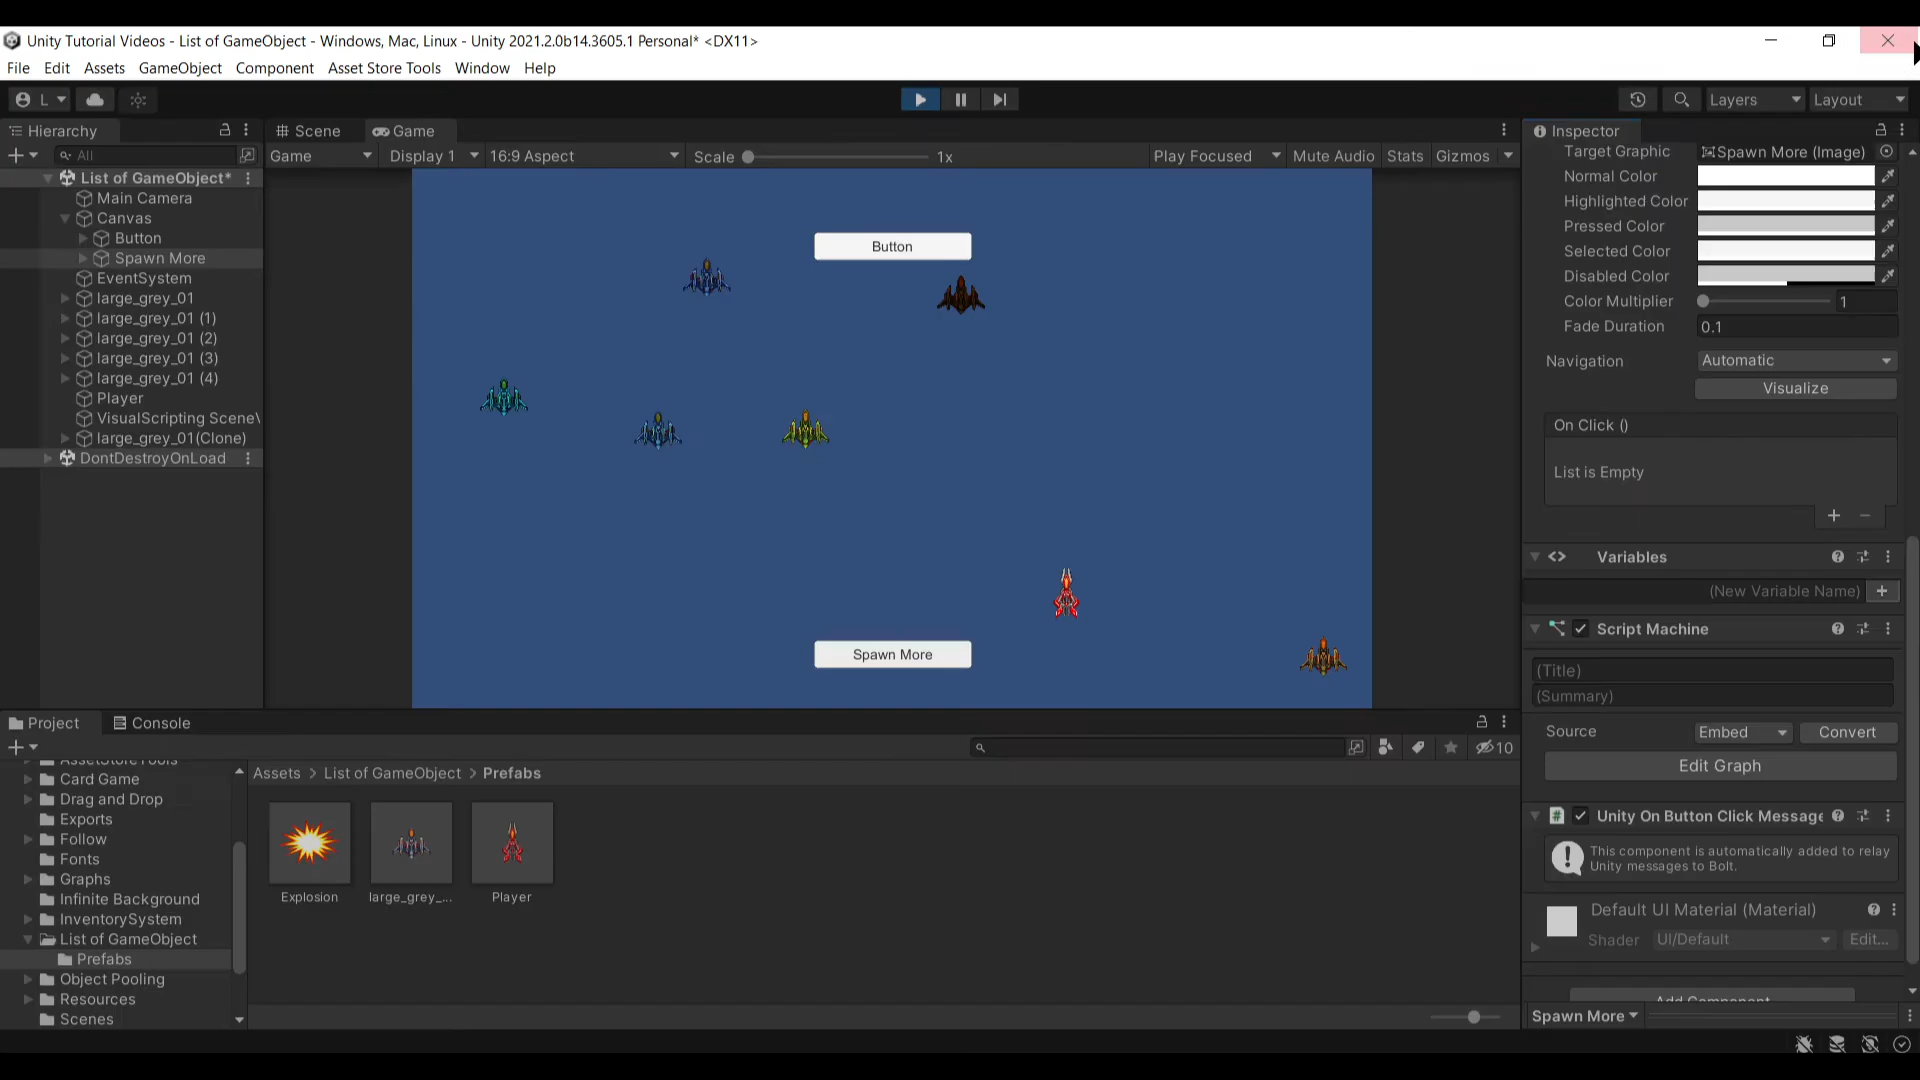 Unity Tutorial Videos - List of GameObject - Windows, Mac, Linux - Unity 2021.2.0b14.3605.1 Personal* <DX11>
File Edit Assets GameObject Component Asset Store Tools Window Help
L
Layers
Layout
Hierarchy
All
List of GameObject*
Main Camera
Canvas
Button
Spawn More
EventSystem
large_grey_01
large_grey_01 (1)
large_grey_01 (2)
large_grey_01 (3)
large_grey_01 (4)
Player
VisualScripting Scene\
large_grey_01(Clone)
DontDestroyOnLoad
Scene
Game
Game
Display 1
16:9 Aspect
Scale
1x
Play Focused
Mute Audio
Stats
Gizmos
Button
Spawn More
Project
Console
10
AssetStoreTools
Card Game
Drag and Drop
Exports
Follow
Fonts
Graphs
Infinite Background
InventorySystem
List of GameObject
Prefabs
Object Pooling
Resources
Scenes
Assets > List of GameObject > Prefabs
Explosion
large_grey_...
Player
Inspector
Target Graphic
Spawn More (Image)
Normal Color
Highlighted Color
Pressed Color
Selected Color
Disabled Color
Color Multiplier
1
Fade Duration
0.1
Navigation
Automatic
Visualize
On Click ()
List is Empty
Variables
(New Variable Name)
Script Machine
(Title)
(Summary)
Source
Embed
Convert
Edit Graph
Unity On Button Click Message
This component is automatically added to relay
Unity messages to Bolt.
Default UI Material (Material)
Shader
UI/Default
Edit...
Add Component
Spawn More